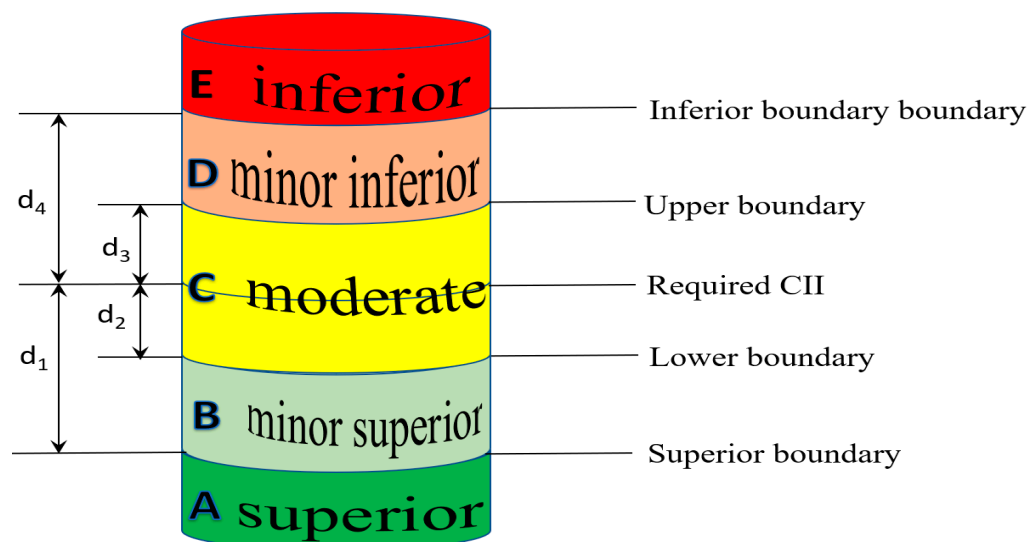 E inferior
Inferior boundary boundary
d4
D minor inferior
Upper boundary
d3
C moderate
Required CII
d2
d1
Lower boundary
B minor superior
Superior boundary
A superior